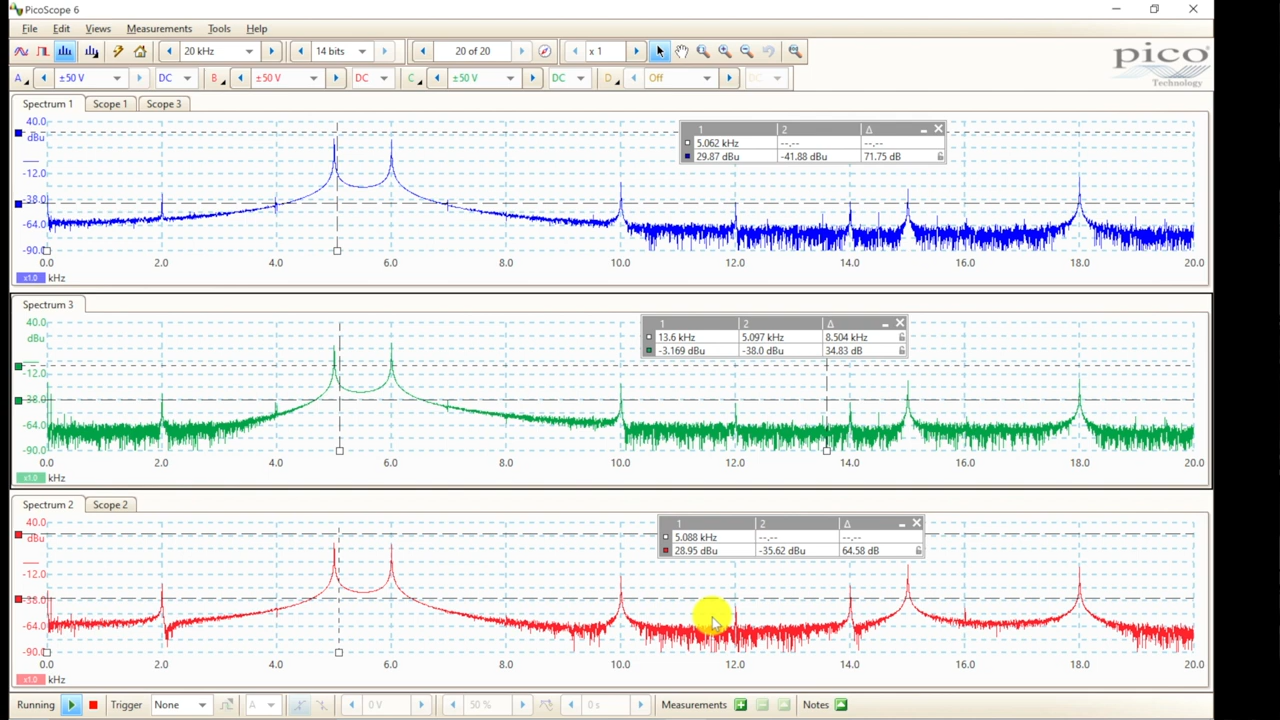 PicoScope 6
File Edit Views Measurements Tools Help
20 kHz 14 bits 20 of 20 x 1
pico
Technology
A ±50 V DC B ±50 V DC C ±50 V DC D Off DC
Spectrum 1 Scope 1 Scope 3
40.0
dBu
-12.0
-38.0
-64.0
-90.0
1 2 Δ
5.062 kHz --.-- --.--
29.87 dBu -41.88 dBu 71.75 dB
0.0 2.0 4.0 6.0 8.0 10.0 12.0 14.0 16.0 18.0 20.0
x1.0 kHz
Spectrum 3
40.0
dBu
-12.0
-38.0
-64.0
-90.0
1 2 Δ
13.6 kHz 5.097 kHz 8.504 kHz
-3.169 dBu -38.0 dBu 34.83 dB
0.0 2.0 4.0 6.0 8.0 10.0 12.0 14.0 16.0 18.0 20.0
x1.0 kHz
Spectrum 2 Scope 2
40.0
dBu
-12.0
-38.0
-64.0
-90.0
1 2 Δ
5.088 kHz --.-- --.--
28.95 dBu -35.62 dBu 64.58 dB
0.0 2.0 4.0 6.0 8.0 10.0 12.0 14.0 16.0 18.0 20.0
x1.0 kHz
Running Trigger None A 0 V 50 % 0 s Measurements Notes